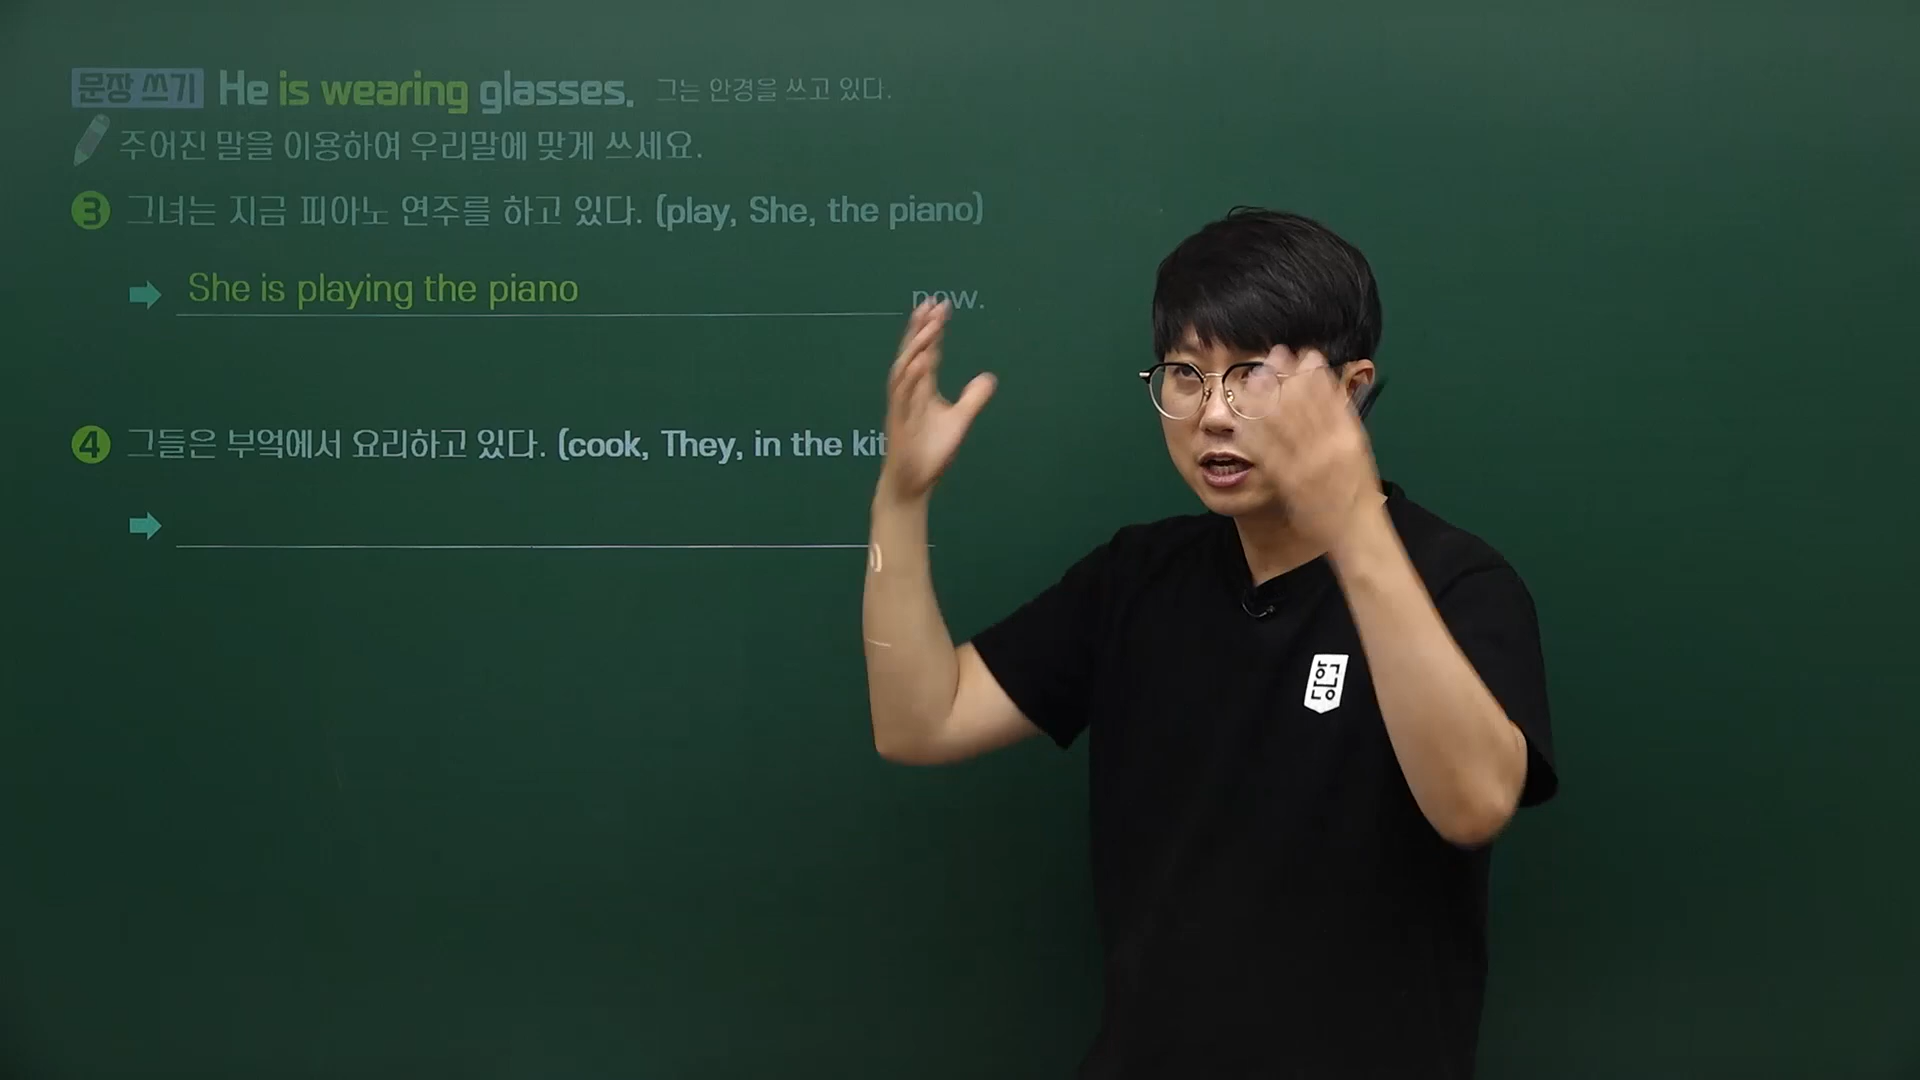 문장 쓰기 He is wearing glasses. 그는 안경을 쓰고 있다.
주어진 말을 이용하여 우리말에 맞게 쓰세요.
3 그녀는 지금 피아노 연주를 하고 있다. (play, She, the piano)
She is playing the piano now.
4 그들은 부엌에서 요리하고 있다. (cook, They, in the kit